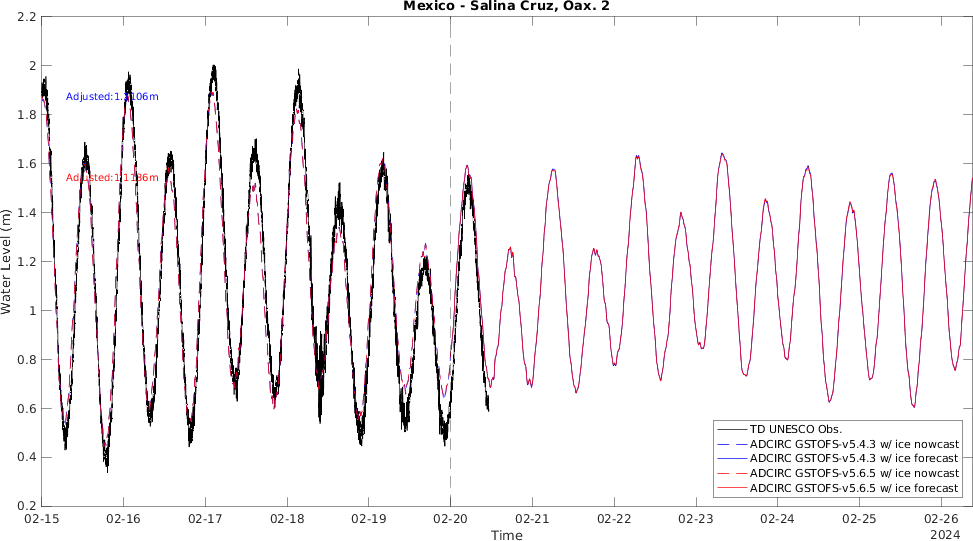 Mexico - Salina Cruz, Oax. 2
2.2
2
1.8
1.6
1.4
1.2
1
0.8
0.6
0.4
0.2
Water Level (m)
Adjusted:1.1106m
Adjusted:1.1136m
TD UNESCO Obs.
ADCIRC GSTOFS-v5.4.3 w/ ice nowcast
ADCIRC GSTOFS-v5.4.3 w/ ice forecast
ADCIRC GSTOFS-v5.6.5 w/ ice nowcast
ADCIRC GSTOFS-v5.6.5 w/ ice forecast
02-15 02-16 02-17 02-18 02-19 02-20 02-21 02-22 02-23 02-24 02-25 02-26
Time
2024